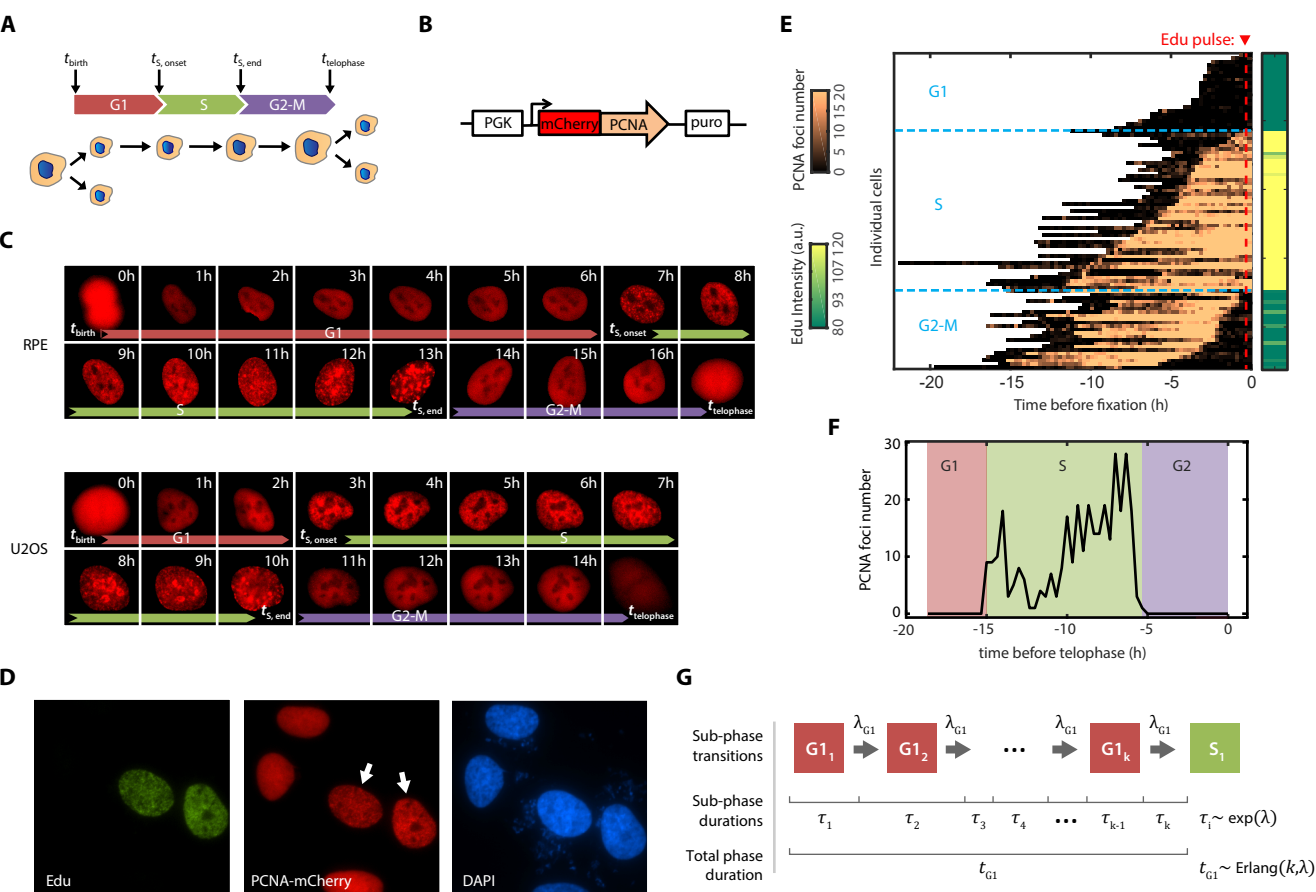 A
t_birth t_S, onset t_S, end t_telophase
G1 S G2-M
B
PGK mCherry PCNA puro
C
RPE
0h 1h 2h 3h 4h 5h 6h 7h 8h
t_birth G1 t_S, onset
9h 10h 11h 12h 13h 14h 15h 16h
S t_S, end G2-M t_telophase
U2OS
0h 1h 2h 3h 4h 5h 6h 7h
t_birth G1 t_S, onset S
8h 9h 10h 11h 12h 13h 14h
t_S, end G2-M t_telophase
D
Edu PCNA-mCherry DAPI
E
Edu pulse:
PCNA foci number
0 5 10 15 20
Edu Intensity (a.u.)
80 93 107 120
Individual cells
G1
S
G2-M
-20 -15 -10 -5 0
Time before fixation (h)
F
PCNA foci number
30
20
10
0
G1 S G2
-20 -15 -10 -5 0
time before telophase (h)
G
Sub-phase transitions
λ_G1 λ_G1 λ_G1 λ_G1
G1_1 G1_2 ••• G1_k S_1
Sub-phase durations
τ_1 τ_2 τ_3 τ_4 ••• τ_k-1 τ_k τ_i~ exp(λ)
Total phase duration
t_G1 t_G1~ Erlang(k,λ)